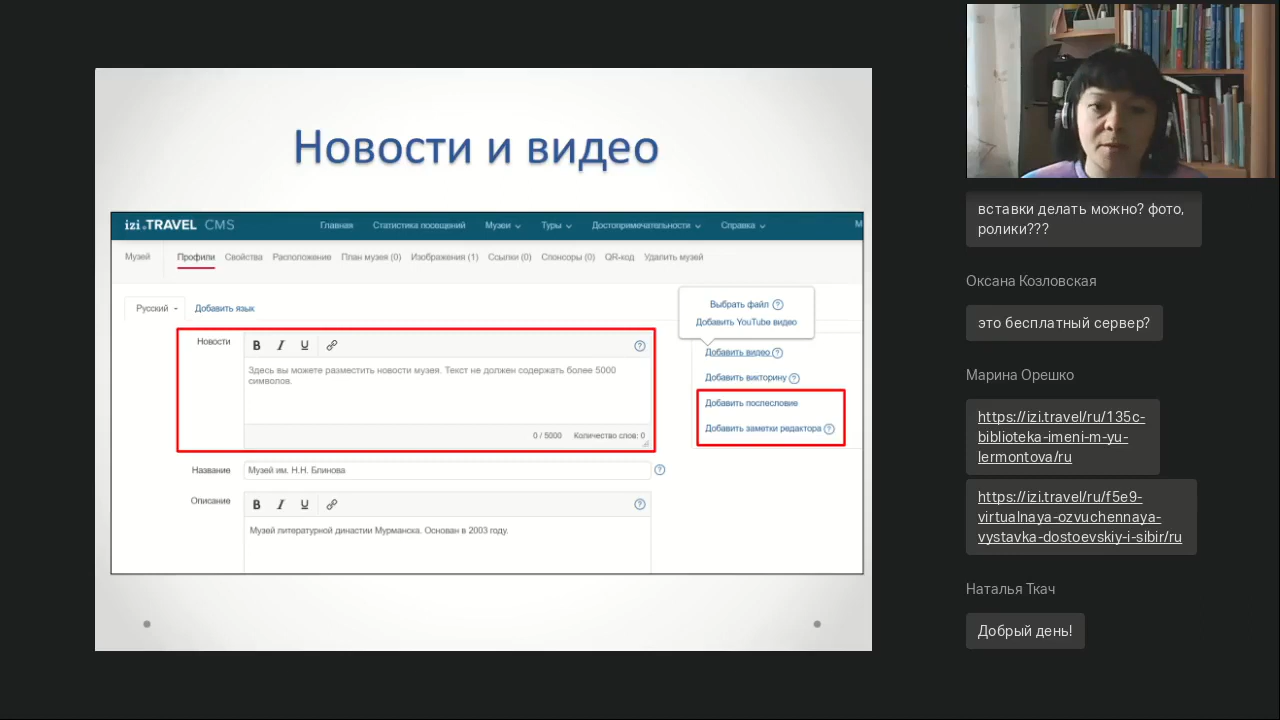 Новости и видео
izi.TRAVEL CMS
Главная Статистика посещений Музеи Туры Достопримечательности Справка М
Музей Профили Свойства Расположение План музея (0) Изображения (1) Ссылки (0) Спонсоры (0) QR-код Удалить музей
Русский Добавить язык
Выбрать файл ?
Добавить YouTube видео
Новости
B I U ?
Здесь вы можете разместить новости музея. Текст не должен содержать более 5000
символов.
0 / 5000 Количество слов: 0
Добавить видео ?
Добавить викторину ?
Добавить послесловие
Добавить заметки редактора ?
Название Музей им. Н.Н. Блинова ?
Описание
B I U ?
Музей литературной династии Мурманска. Основан в 2003 году.
вставки делать можно? фото,
ролики???
Оксана Козловская
это бесплатный сервер?
Марина Орешко
https://izi.travel/ru/135c-
biblioteka-imeni-m-yu-
lermontova/ru
https://izi.travel/ru/f5e9-
virtualnaya-ozvuchennaya-
vystavka-dostoevskiy-i-sibir/ru
Наталья Ткач
Добрый день!